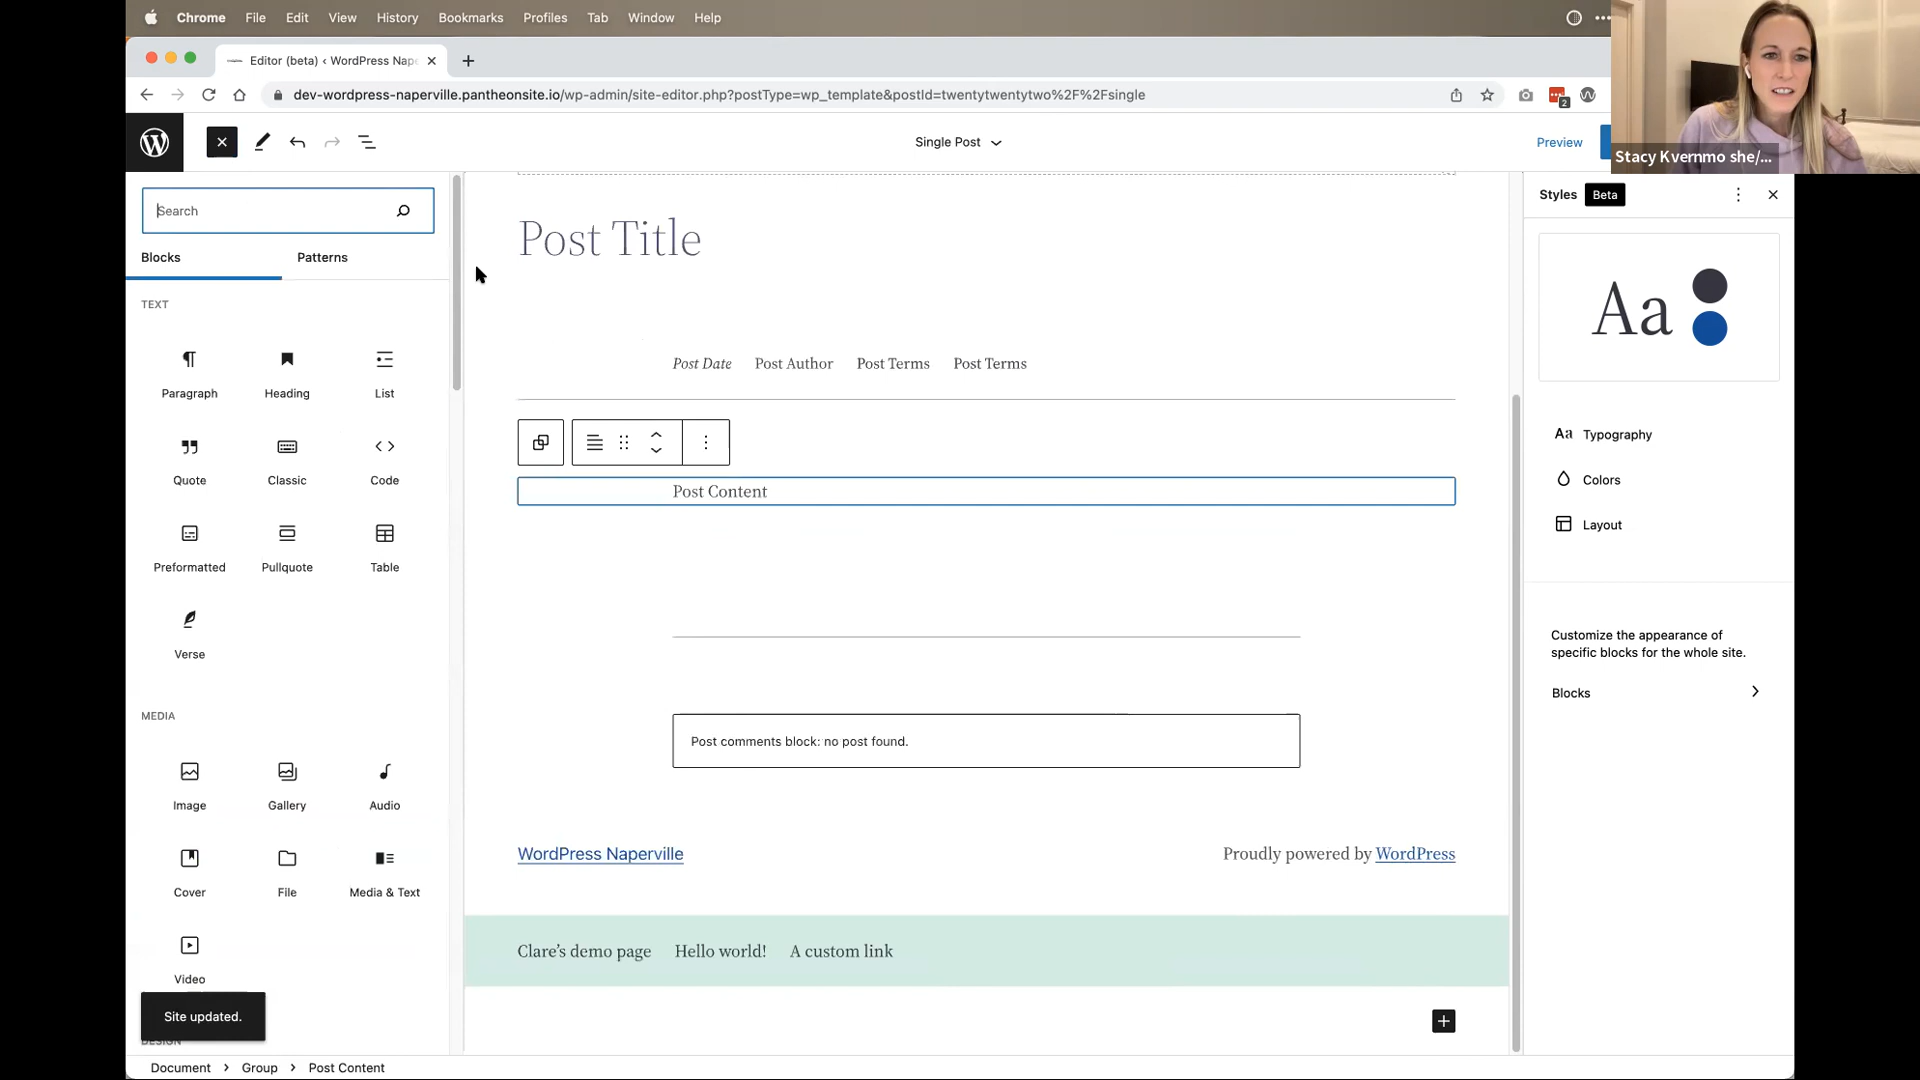 Chrome File Edit View History Bookmarks Profiles Tab Window Help
Editor (beta) ‹ WordPress Nap
dev-wordpress-naperville.pantheonsite.io/wp-admin/site-editor.php?postType=wp_template&postId=twentytwentytwo%2F%2Fsingle
2
Single Post
Preview
Stacy Kvernmo she/...
Search
Blocks Patterns
TEXT
Paragraph Heading List
Quote Classic Code
Preformatted Pullquote Table
Verse
MEDIA
Image Gallery Audio
Cover File Media & Text
Video
Site updated.
DESIGN
Post Title
Post Date Post Author Post Terms Post Terms
Post Content
Post comments block: no post found.
WordPress Naperville
Proudly powered by WordPress
Clare’s demo page Hello world! A custom link
Styles Beta
Aa
Aa Typography
Colors
Layout
Customize the appearance of
specific blocks for the whole site.
Blocks
Document Group Post Content